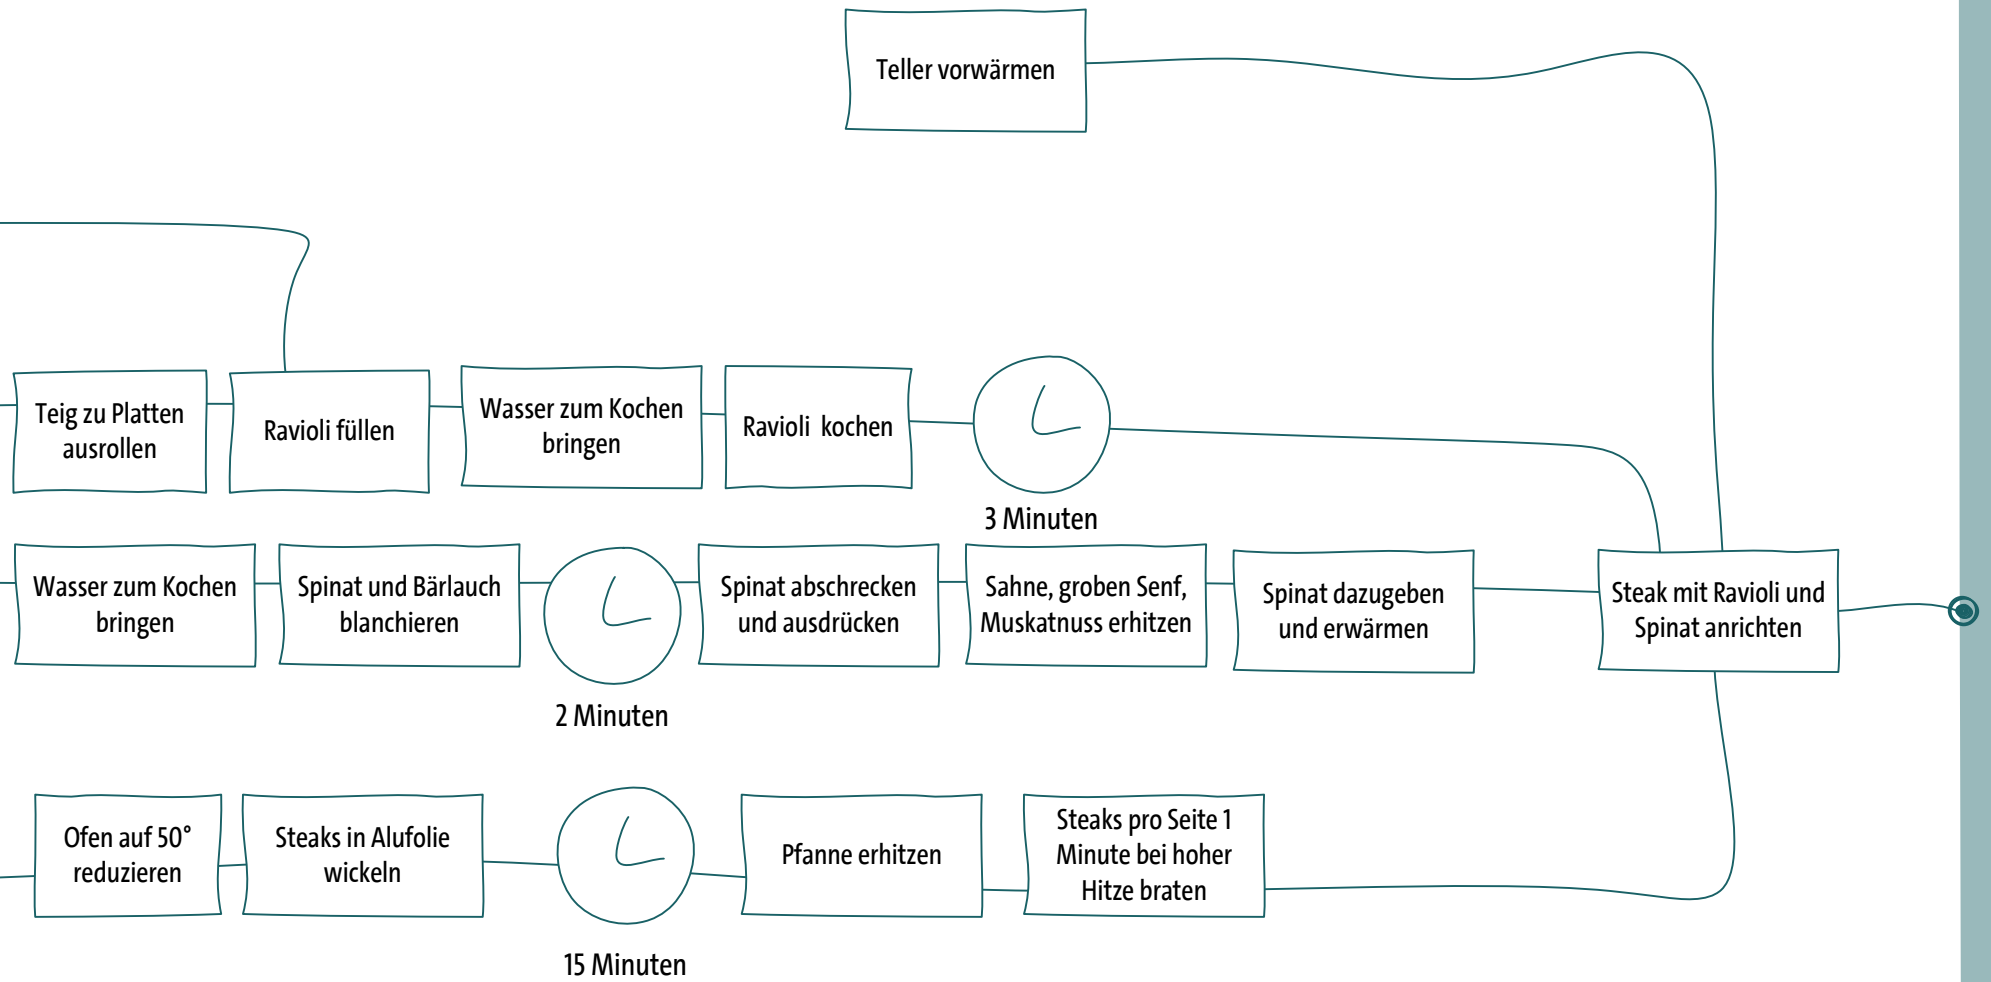 Teller vorwärmen
Teig zu Platten
ausrollen
Ravioli füllen
Wasser zum Kochen
bringen
Ravioli kochen
3 Minuten
Wasser zum Kochen
bringen
Spinat und Bärlauch
blanchieren
2 Minuten
Spinat abschrecken
und ausdrücken
Sahne, groben Senf,
Muskatnuss erhitzen
Spinat dazugeben
und erwärmen
Steak mit Ravioli und
Spinat anrichten
Ofen auf 50°
reduzieren
Steaks in Alufolie
wickeln
15 Minuten
Pfanne erhitzen
Steaks pro Seite 1
Minute bei hoher
Hitze braten